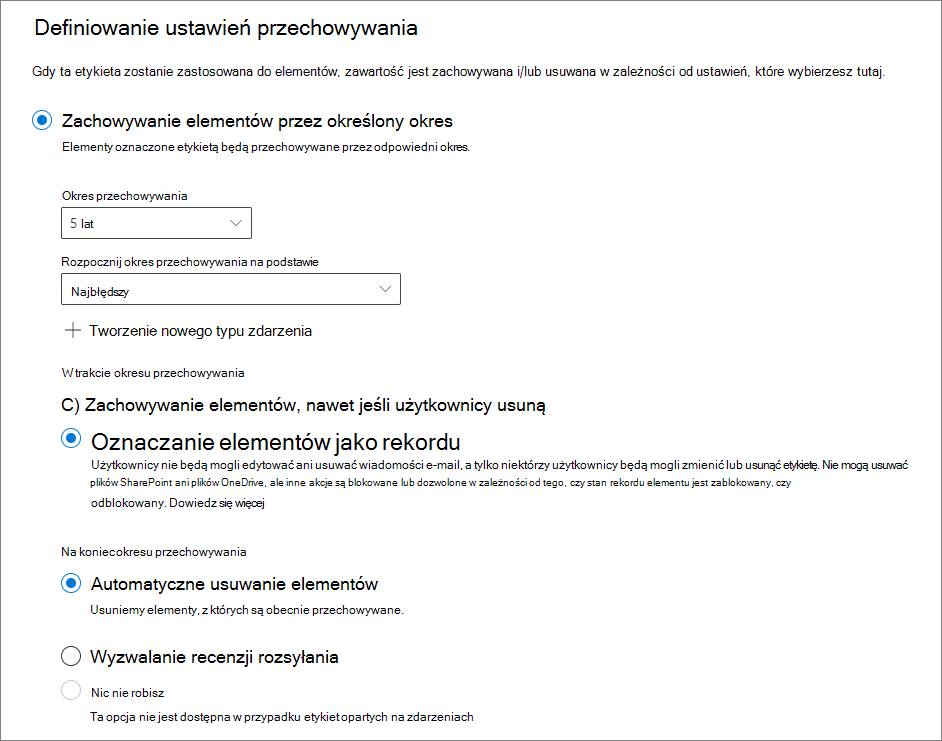 Definiowanie ustawień przechowywania
Gdy ta etykieta zostanie zastosowana do elementów, zawartość jest zachowywana i/lub usuwana w zależności od ustawień, które wybierzesz tutaj.
Zachowywanie elementów przez określony okres
Elementy oznaczone etykietą będą przechowywane przez odpowiedni okres.
Okres przechowywania
5 lat
Rozpocznij okres przechowywania na podstawie
Najbłędszy
Tworzenie nowego typu zdarzenia
W trakcie okresu przechowywania
C) Zachowywanie elementów, nawet jeśli użytkownicy usuną
Oznaczanie elementów jako rekordu
Użytkownicy nie będą mogli edytować ani usuwać wiadomości e-mail, a tylko niektórzy użytkownicy będą mogli zmienić lub usunąć etykietę. Nie mogą usuwać
plików SharePoint ani plików OneDrive, ale inne akcje są blokowane lub dozwolone w zależności od tego, czy stan rekordu elementu jest zablokowany, czy
odblokowany. Dowiedz się więcej
Na koniec okresu przechowywania
Automatyczne usuwanie elementów
Usuniemy elementy, z których są obecnie przechowywane.
Wyzwalanie recenzji rozsyłania
Nic nie robisz
Ta opcja nie jest dostępna w przypadku etykiet opartych na zdarzeniach